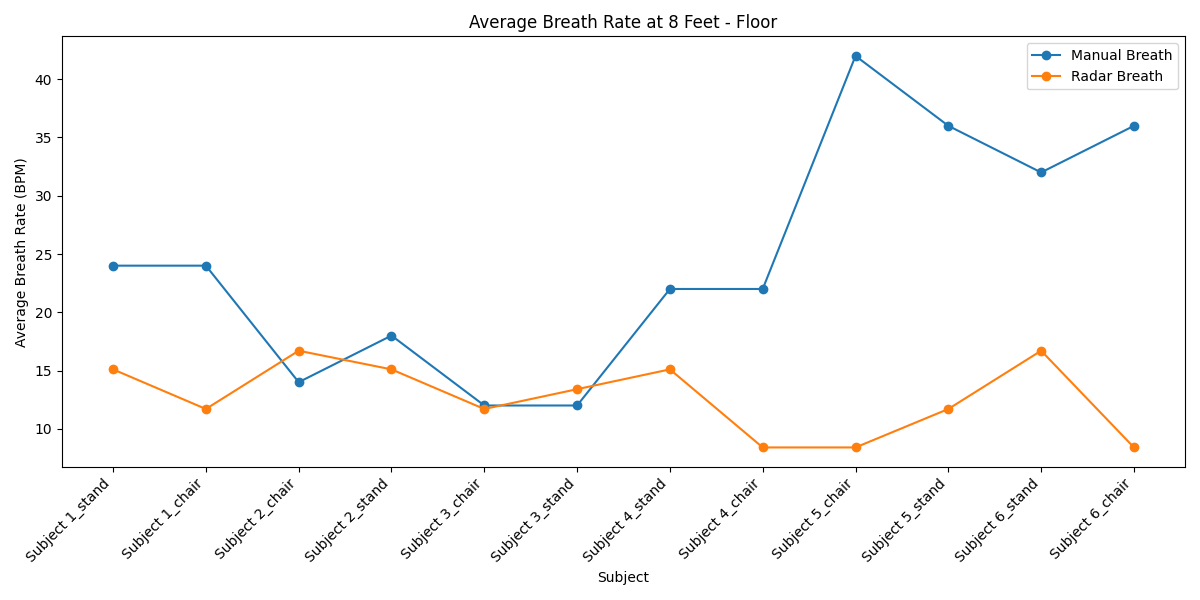 Average Breath Rate at 8 Feet - Floor
Manual Breath
Radar Breath
Average Breath Rate (BPM)
40
35
30
25
20
15
10
Subject 1_stand
Subject 1_chair
Subject 2_chair
Subject 2_stand
Subject 3_chair
Subject 3_stand
Subject 4_stand
Subject 4_chair
Subject 5_chair
Subject 5_stand
Subject 6_stand
Subject 6_chair
Subject